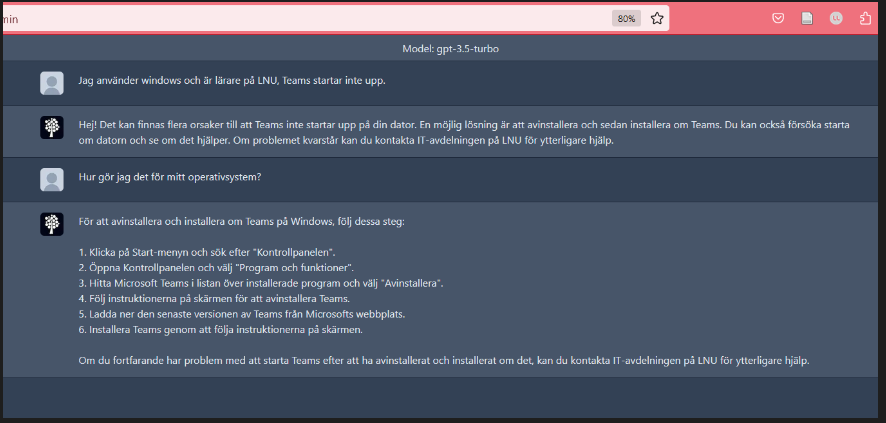 min
80%
LL
Model: gpt-3.5-turbo
Jag använder windows och är lärare på LNU, Teams startar inte upp.
Hej! Det kan finnas flera orsaker till att Teams inte startar upp på din dator. En möjlig lösning är att avinstallera och sedan installera om Teams. Du kan också försöka starta
om datorn och se om det hjälper. Om problemet kvarstår kan du kontakta IT-avdelningen på LNU för ytterligare hjälp.
Hur gör jag det för mitt operativsystem?
För att avinstallera och installera om Teams på Windows, följ dessa steg:
1. Klicka på Start-menyn och sök efter "Kontrollpanelen".
2. Öppna Kontrollpanelen och välj "Program och funktioner".
3. Hitta Microsoft Teams i listan över installerade program och välj "Avinstallera".
4. Följ instruktionerna på skärmen för att avinstallera Teams.
5. Ladda ner den senaste versionen av Teams från Microsofts webbplats.
6. Installera Teams genom att följa instruktionerna på skärmen.
Om du fortfarande har problem med att starta Teams efter att ha avinstallerat och installerat om det, kan du kontakta IT-avdelningen på LNU för ytterligare hjälp.